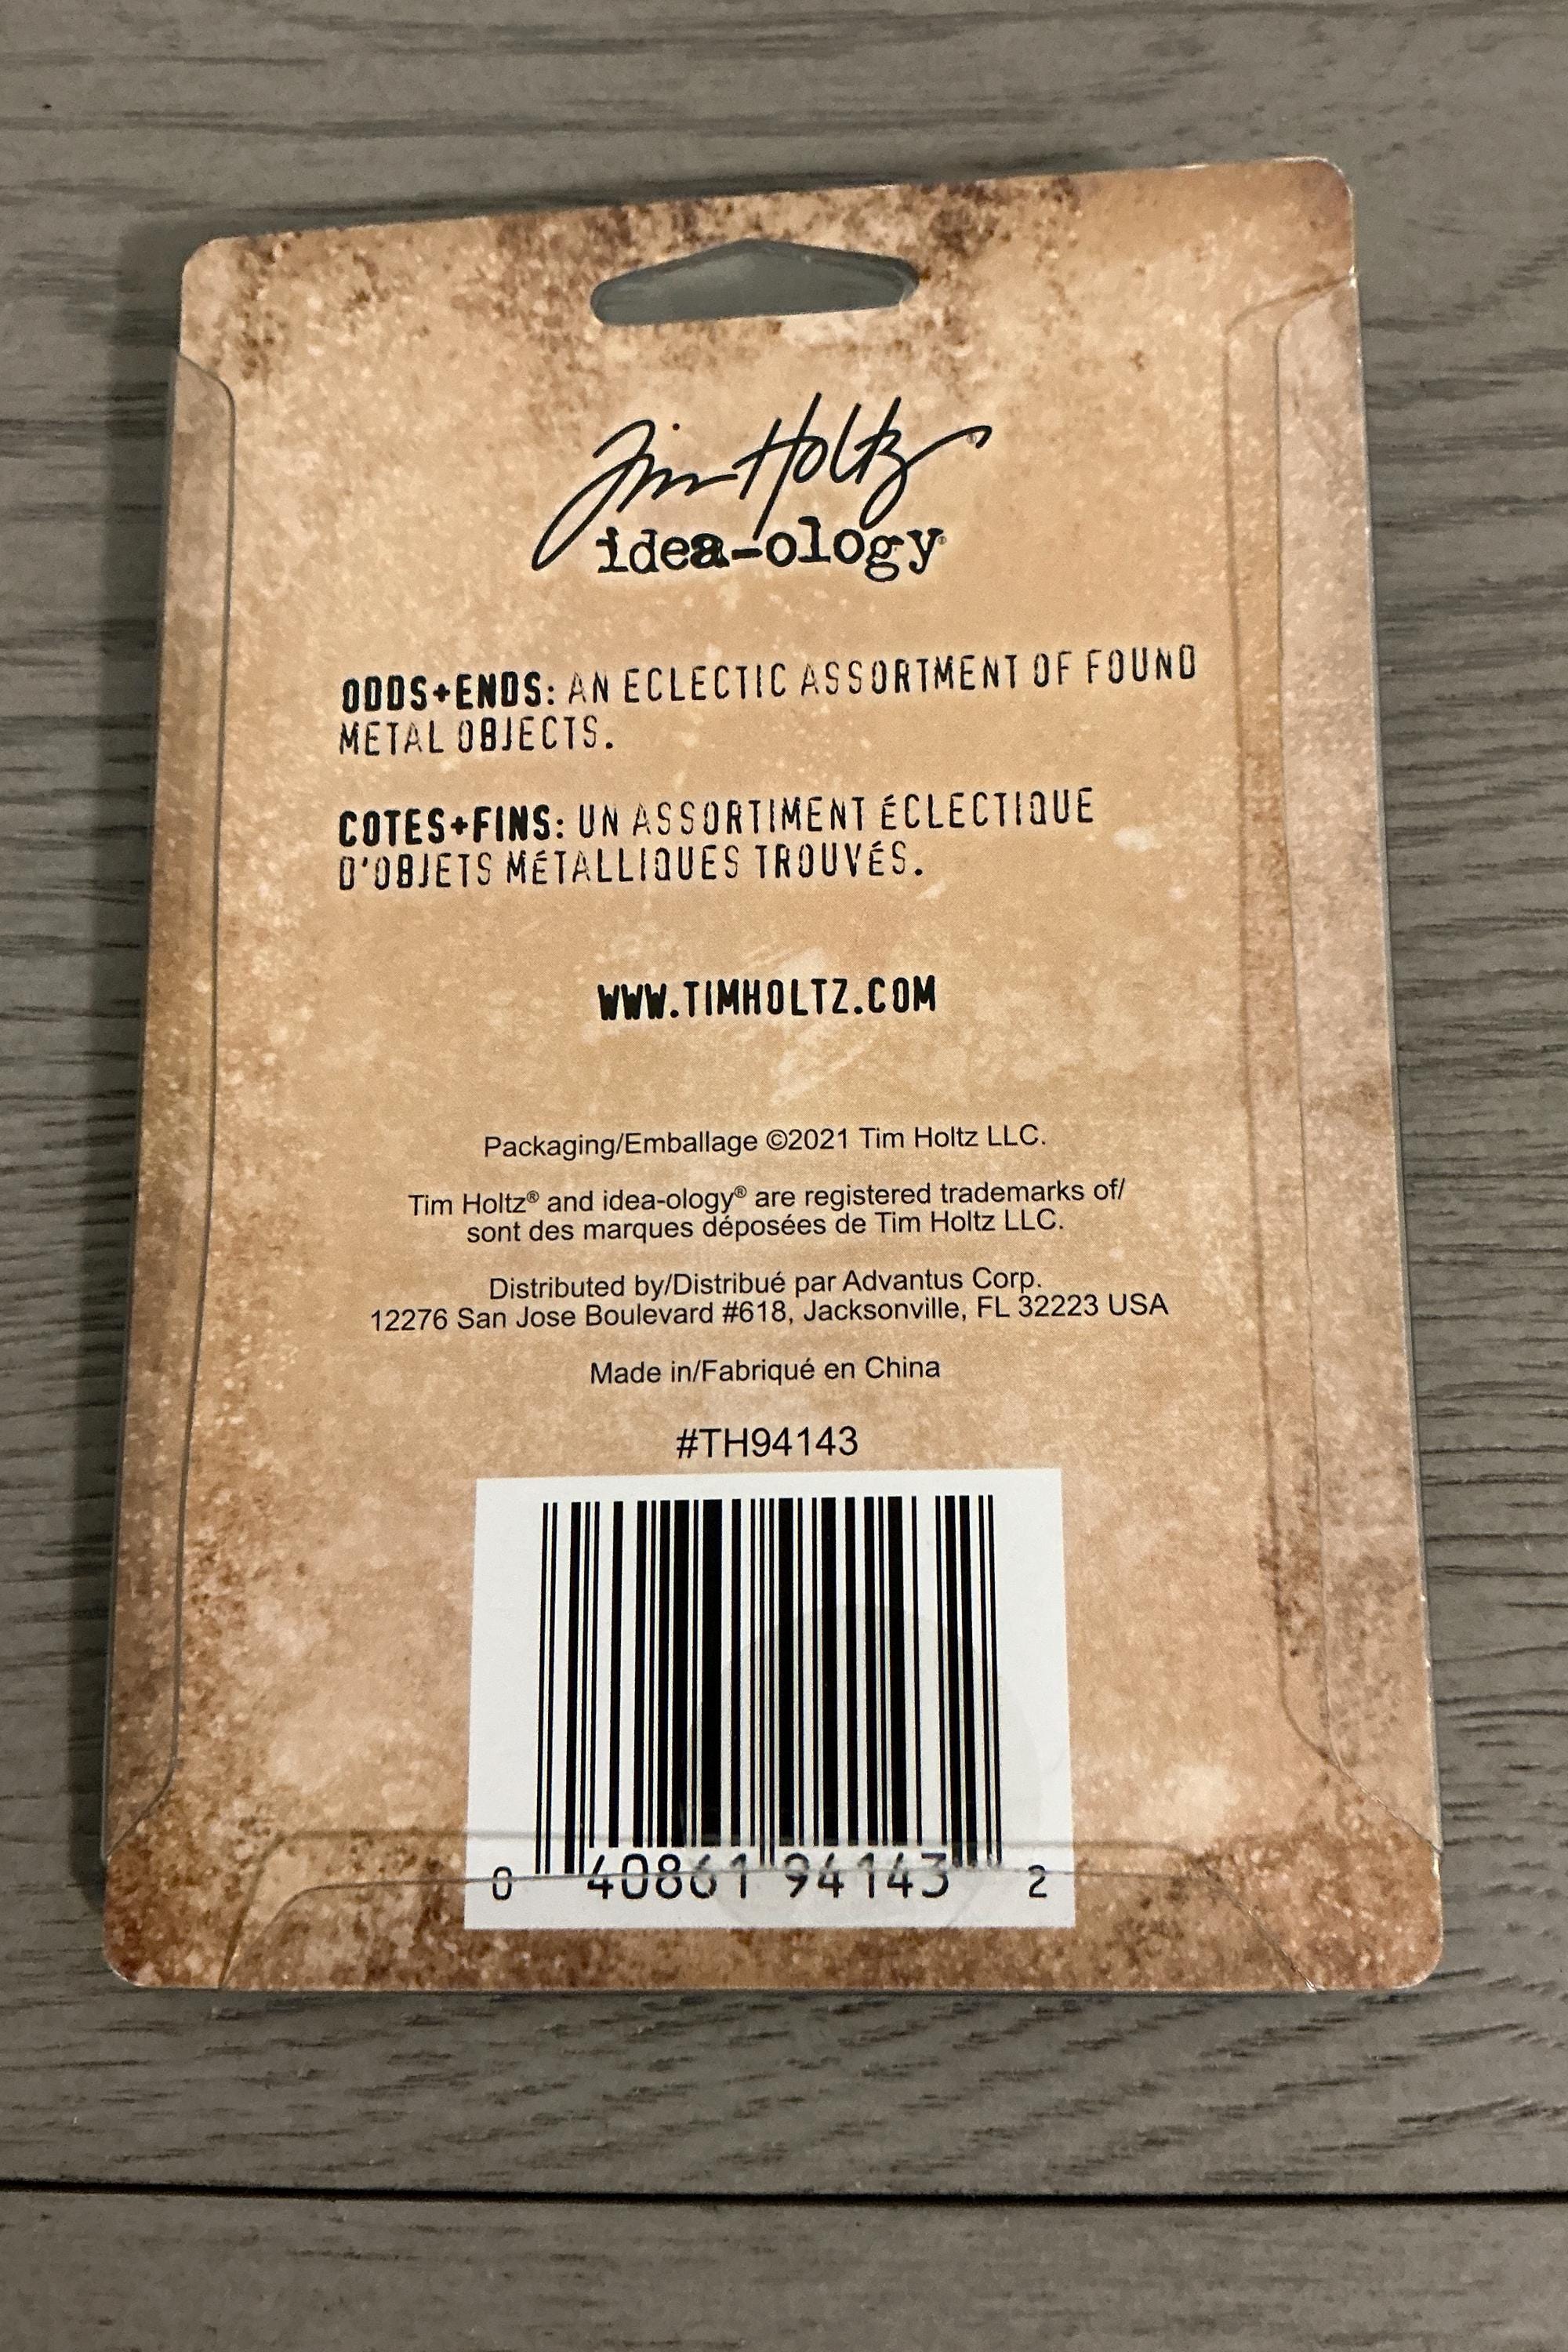 Tim Holtz®
idea-ology®
ODDS+ENDS: AN ECLECTIC ASSORTMENT OF FOUND
METAL OBJECTS.
COTES+FINS: UN ASSORTIMENT ÉCLECTIQUE
D'OBJETS MÉTALLIQUES TROUVÉS.
WWW.TIMHOLTZ.COM
Packaging/Emballage ©2021 Tim Holtz LLC.
Tim Holtz® and idea-ology® are registered trademarks of/
sont des marques déposées de Tim Holtz LLC.
Distributed by/Distribué par Advantus Corp.
12276 San Jose Boulevard #618, Jacksonville, FL 32223 USA
Made in/Fabriqué en China
#TH94143
0 40861 94143 2